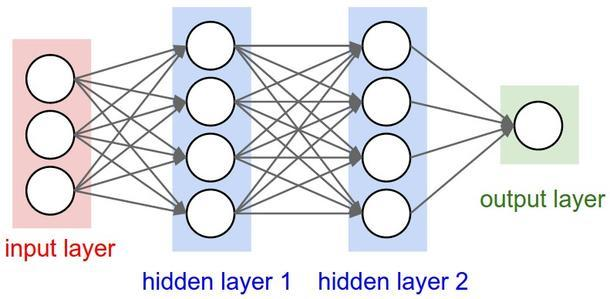 input layer
hidden layer 1
hidden layer 2
output layer